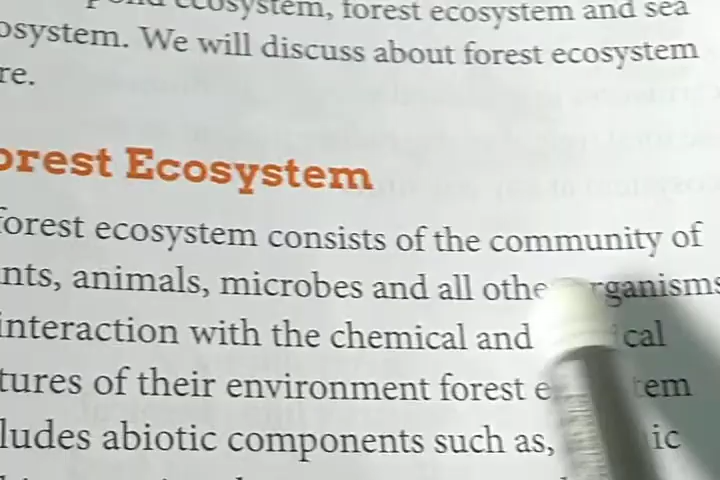 ecosystem, forest ecosystem and sea
osystem. We will discuss about forest ecosystem
re.
orest Ecosystem
forest ecosystem consists of the community of
nts, animals, microbes and all othe rganisms
interaction with the chemical and cal
tures of their environment forest e tem
ludes abiotic components such as, ic